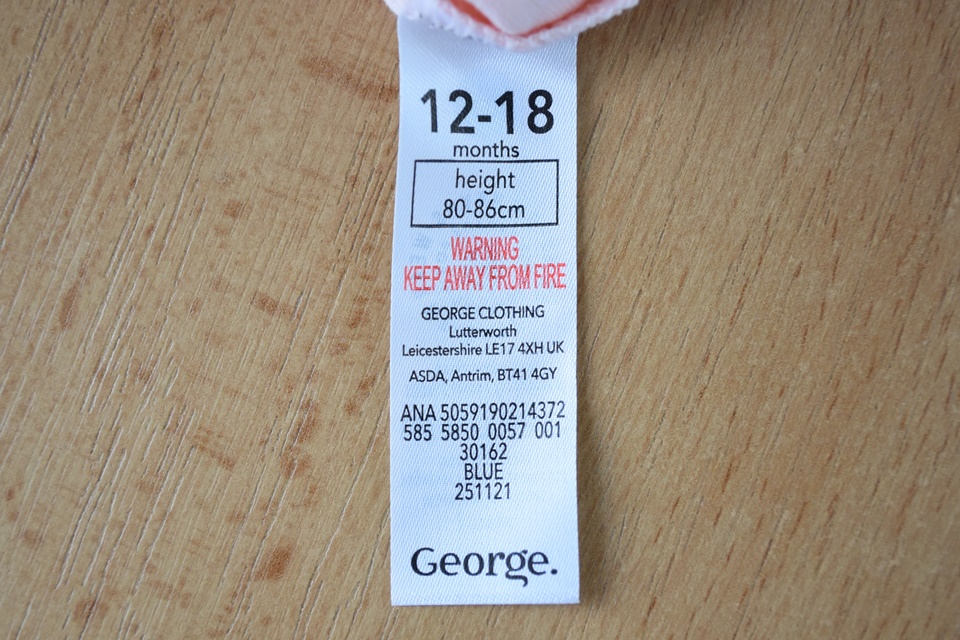 12-18
months
height
80-86cm
WARNING
KEEP AWAY FROM FIRE
GEORGE CLOTHING
Lutterworth
Leicestershire LE17 4XH UK
ASDA, Antrim, BT41 4GY
ANA 5059190214372
585 5850 0057 001
30162
BLUE
251121
George.